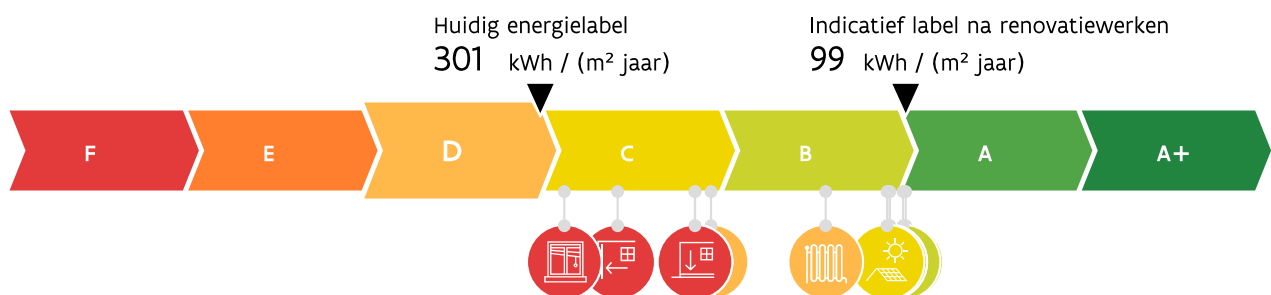 Huidig energielabel
301 kWh / (m² jaar)
Indicatief label na renovatiewerken
99 kWh / (m² jaar)
F E D C B A A+